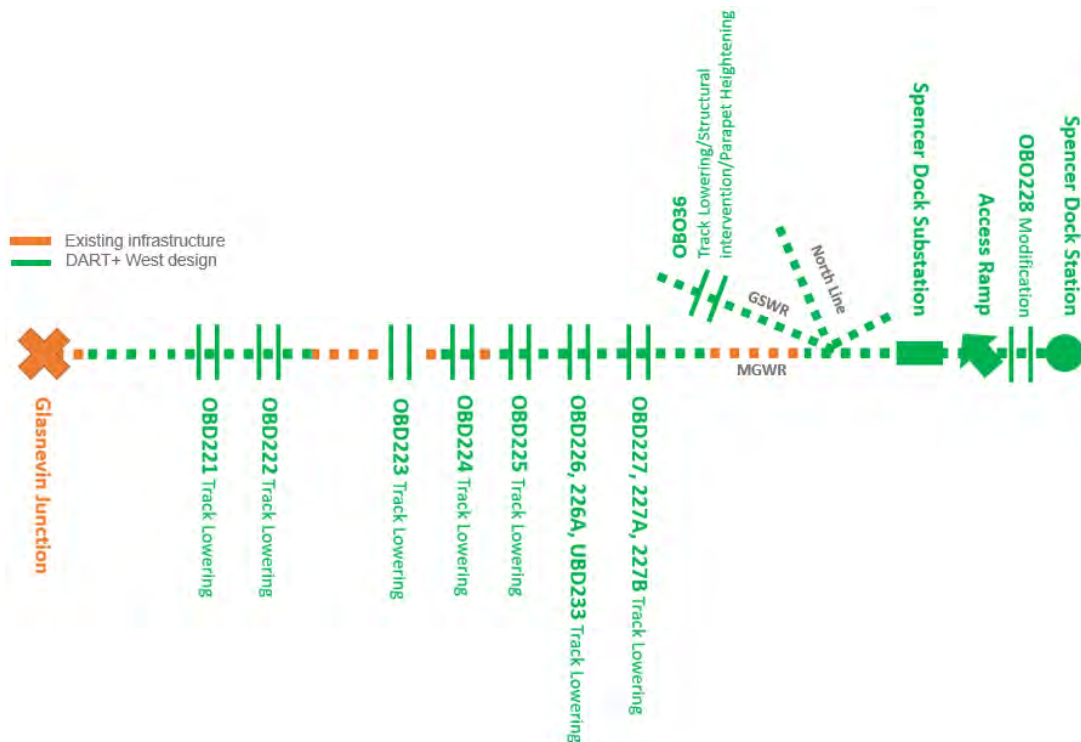 Existing infrastructure
DART+ West design
Glasnevin Junction
OBD221 Track Lowering
OBD222 Track Lowering
OBD223 Track Lowering
OBD224 Track Lowering
OBD225 Track Lowering
OBD226, 226A, UBD233 Track Lowering
OBD227, 227A, 227B Track Lowering
OBO36
Track Lowering/Structural
intervention/Parapet Heightening
GSWR
North Line
MGWR
Spencer Dock Substation
Access Ramp
OBO228 Modification
Spencer Dock Station